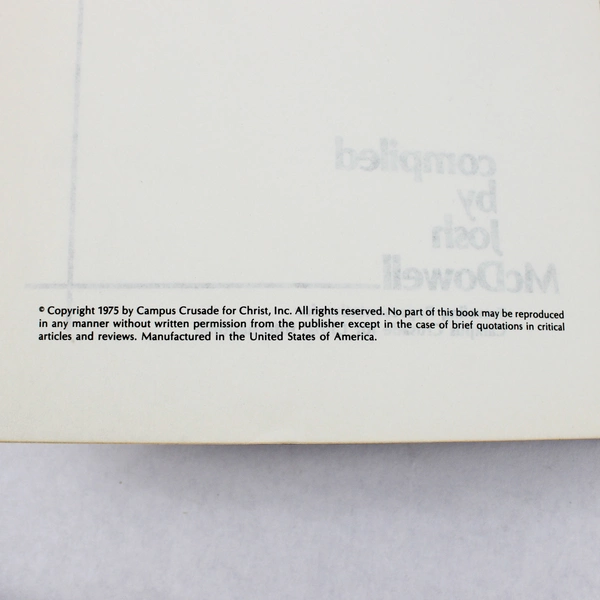 compiled
by
Josh
McDowell
© Copyright 1975 by Campus Crusade for Christ, Inc. All rights reserved. No part of this book may be reproduced
in any manner without written permission from the publisher except in the case of brief quotations in critical
articles and reviews. Manufactured in the United States of America.